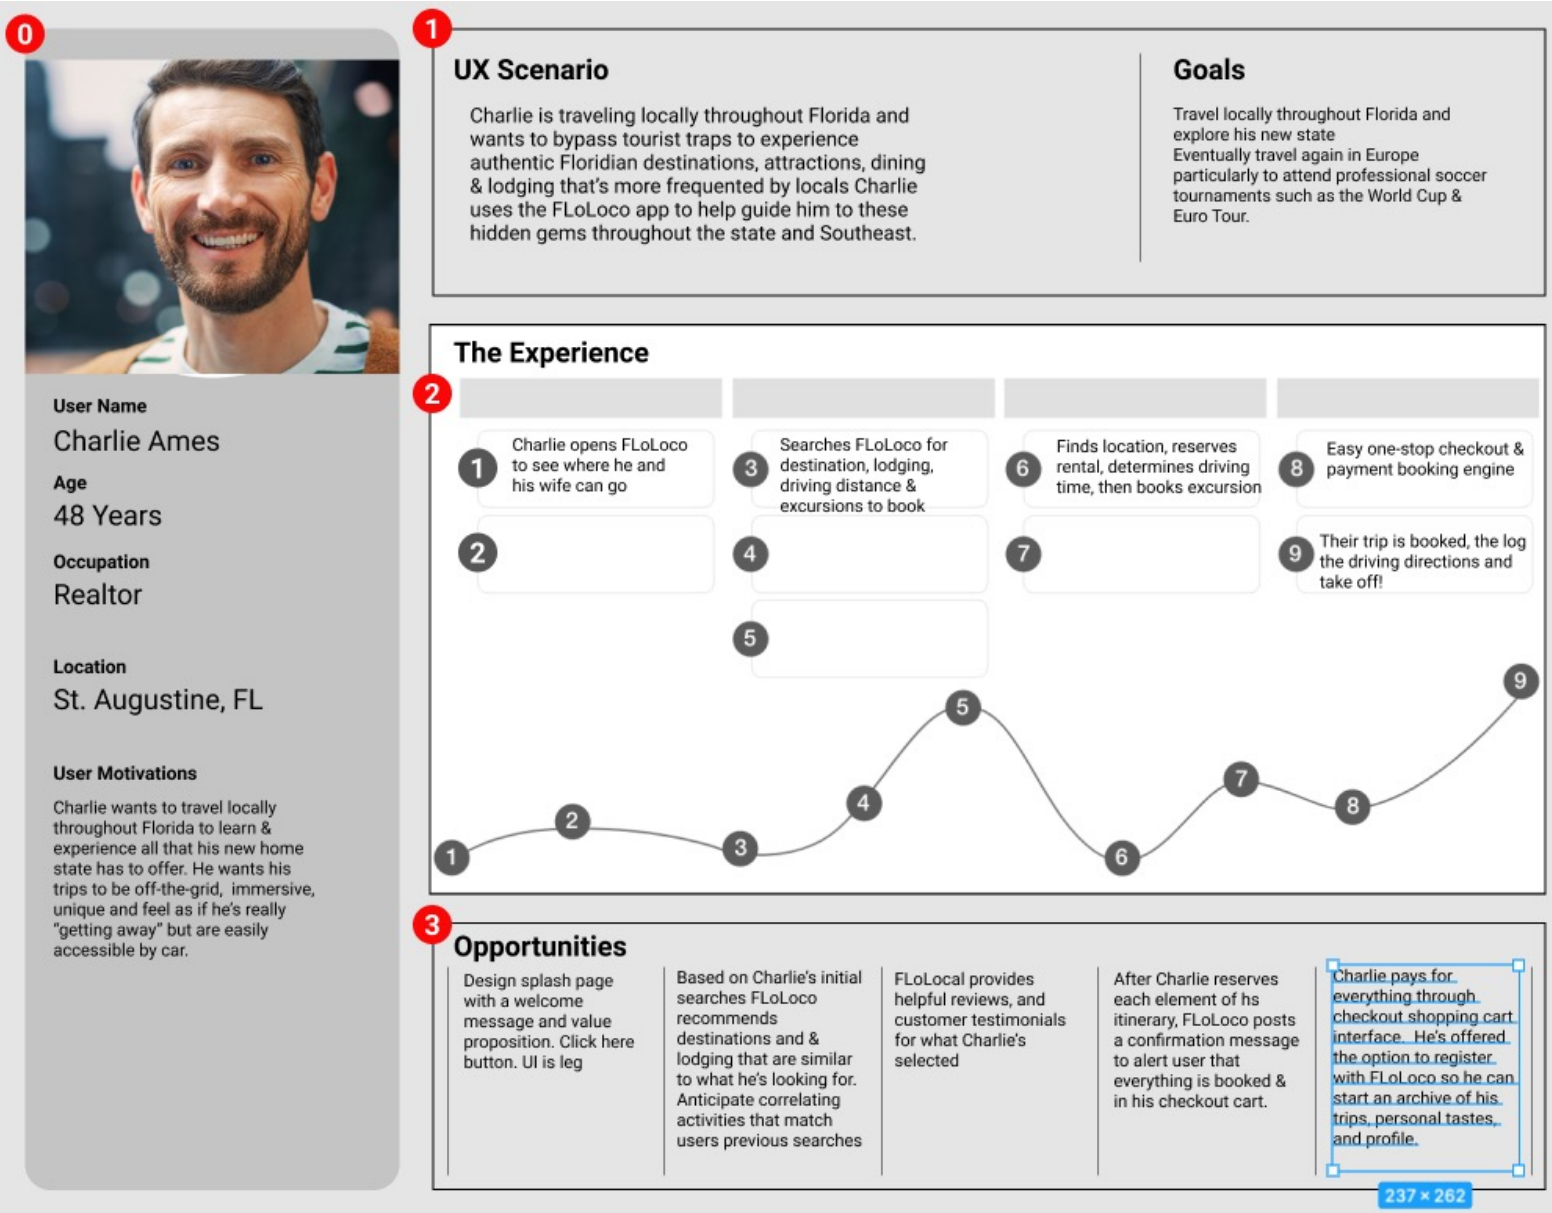 0
User Name
Charlie Ames
Age
48 Years
Occupation
Realtor
Location
St. Augustine, FL
User Motivations
Charlie wants to travel locally
throughout Florida to learn &
experience all that his new home
state has to offer. He wants his
trips to be off-the-grid, immersive,
unique and feel as if he's really
“getting away” but are easily
accessible by car.
1
UX Scenario
Charlie is traveling locally throughout Florida and
wants to bypass tourist traps to experience
authentic Floridian destinations, attractions, dining
& lodging that's more frequented by locals Charlie
uses the FLoLoco app to help guide him to these
hidden gems throughout the state and Southeast.
Goals
Travel locally throughout Florida and
explore his new state
Eventually travel again in Europe
particularly to attend professional soccer
tournaments such as the World Cup &
Euro Tour.
2
The Experience
1
Charlie opens FLoLoco
to see where he and
his wife can go
2
3
Searches FLoLoco for
destination, lodging,
driving distance &
excursions to book
4
5
6
Finds location, reserves
rental, determines driving
time, then books excursion
7
8
Easy one-stop checkout &
payment booking engine
9
Their trip is booked, the log
the driving directions and
take off!
1
2
3
4
5
6
7
8
9
3
Opportunities
Design splash page
with a welcome
message and value
proposition. Click here
button. UI is leg
Based on Charlie's initial
searches FLoLoco
recommends
destinations and &
lodging that are similar
to what he's looking for.
Anticipate correlating
activities that match
users previous searches
FLoLocal provides
helpful reviews, and
customer testimonials
for what Charlie's
selected
After Charlie reserves
each element of hs
itinerary, FLoLoco posts
a confirmation message
to alert user that
everything is booked &
in his checkout cart.
Charlie pays for
everything through
checkout shopping cart
interface. He's offered
the option to register
with FLoLoco so he can
start an archive of his
trips, personal tastes,
and profile.
237 × 262